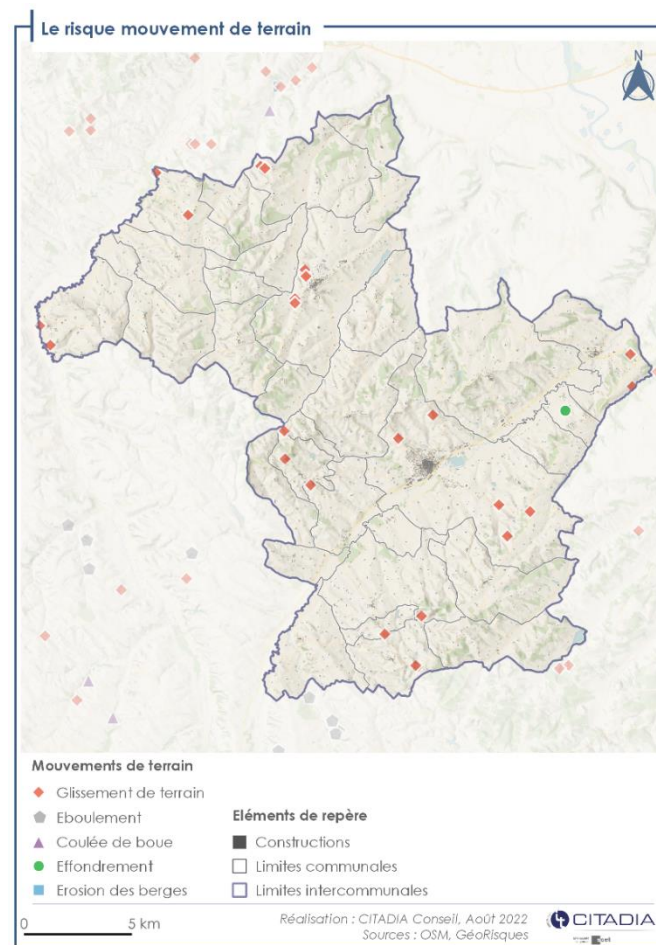 Le risque mouvement de terrain
N
Mouvements de terrain
Glissement de terrain
Eboulement
Coulée de boue
Effondrement
Erosion des berges
Eléments de repère
Constructions
Limites communales
Limites intercommunales
0 5 km
Réalisation : CITADIA Conseil, Août 2022
Sources : OSM, GéoRisques
CITADIA